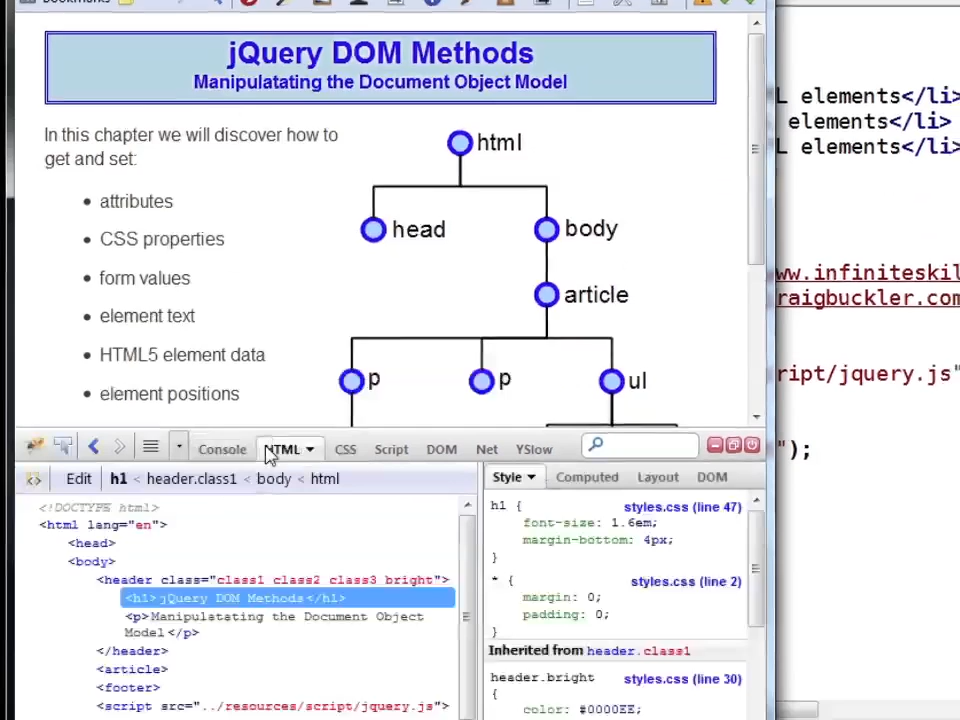 Bookmarks
jQuery DOM Methods
Manipulatating the Document Object Model
In this chapter we will discover how to
get and set:
attributes
CSS properties
form values
element text
HTML5 element data
element positions
html
head
body
article
p
p
ul
L elements</li>
elements</li>
L elements</li>
ww.infiniteskil
raigbuckler.com
ript/jquery.js"
");
Console HTML CSS Script DOM Net YSlow
Edit h1 < header.class1 < body < html
<!DOCTYPE html>
<html lang="en">
<head>
<body>
<header class="class1 class2 class3 bright">
<h1>jQuery DOM Methods</h1>
<p>Manipulatating the Document Object
Model</p>
</header>
<article>
<footer>
<script src="../resources/script/jquery.js">
Style Computed Layout DOM
h1 { styles.css (line 47)
font-size: 1.6em;
margin-bottom: 4px;
}
* { styles.css (line 2)
margin: 0;
padding: 0;
}
Inherited from header.class1
header.bright styles.css (line 30)
{
color: #0000EE;